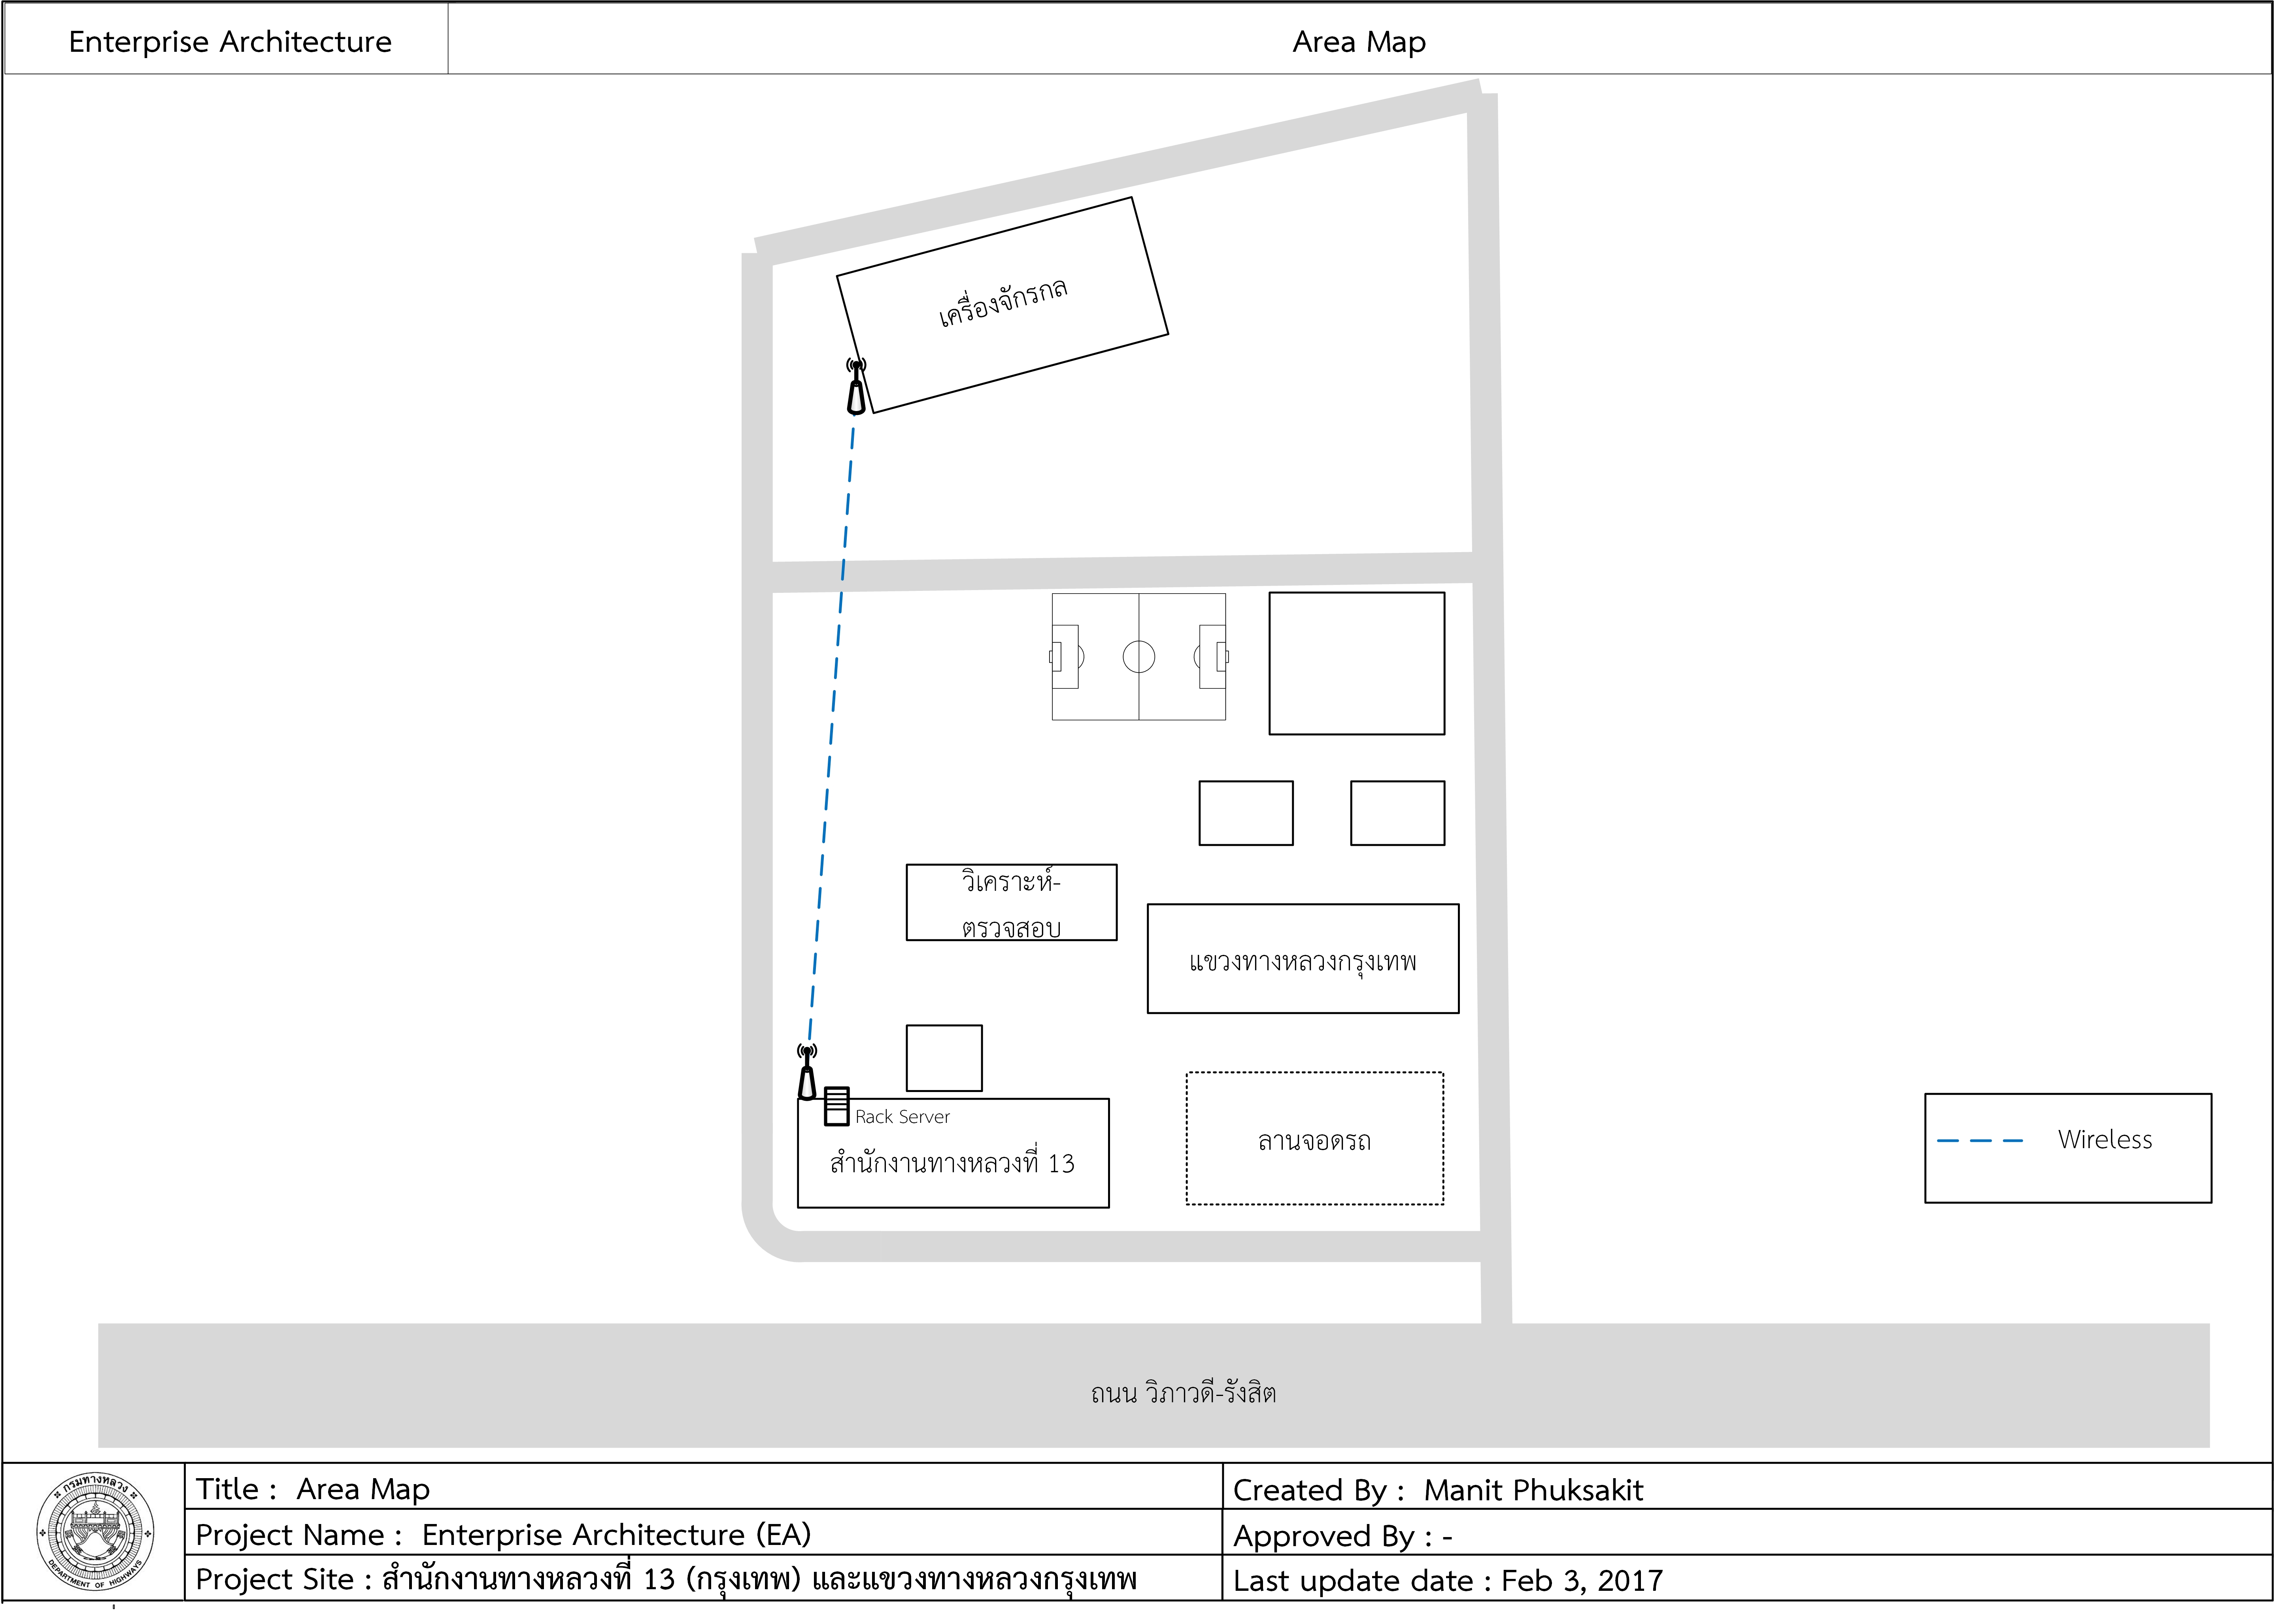 Enterprise Architecture
Area Map
เครื่องจักรกล
วิเคราะห์-
ตรวจสอบ
แขวงทางหลวงกรุงเทพ
Rack Server
สำนักงานทางหลวงที่ 13
ลานจอดรถ
Wireless
ถนน วิภาวดี-รังสิต
กรมทางหลวง
DEPARTMENT OF HIGHWAYS
Title : Area Map
Created By : Manit Phuksakit
Project Name : Enterprise Architecture (EA)
Approved By : -
Project Site : สำนักงานทางหลวงที่ 13 (กรุงเทพ) และแขวงทางหลวงกรุงเทพ
Last update date : Feb 3, 2017